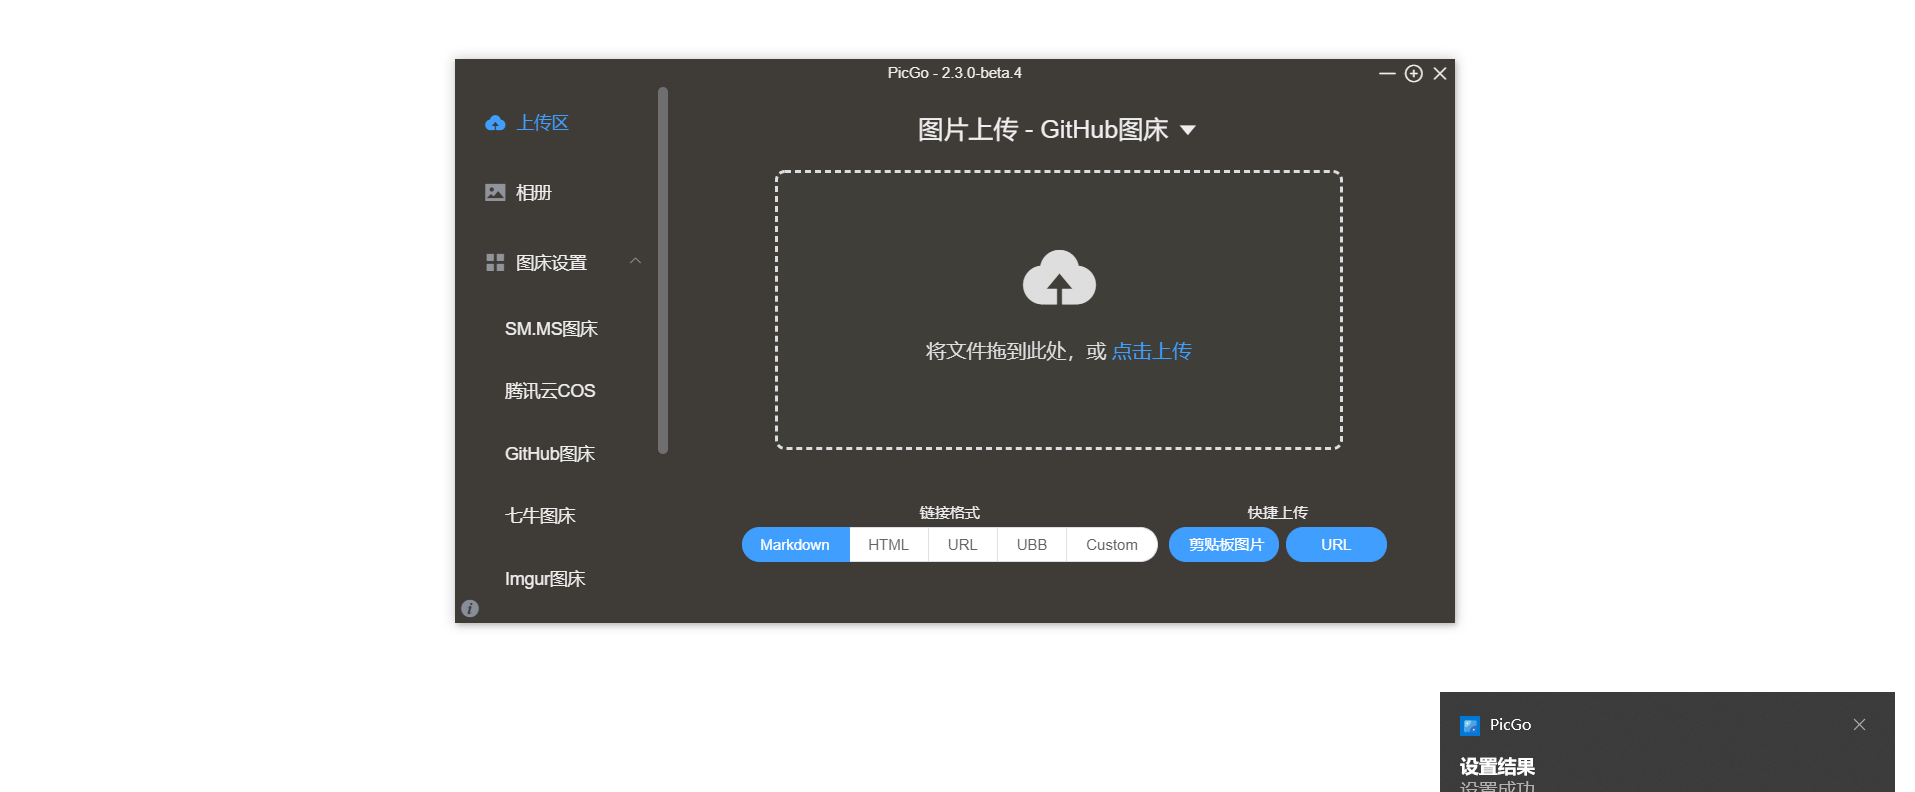 PicGo - 2.3.0-beta.4
上传区
相册
图床设置
SM.MS图床
腾讯云COS
GitHub图床
七牛图床
Imgur图床
图片上传 - GitHub图床
将文件拖到此处，或 点击上传
链接格式
Markdown HTML URL UBB Custom
快捷上传
剪贴板图片 URL
PicGo
设置结果
设置成功